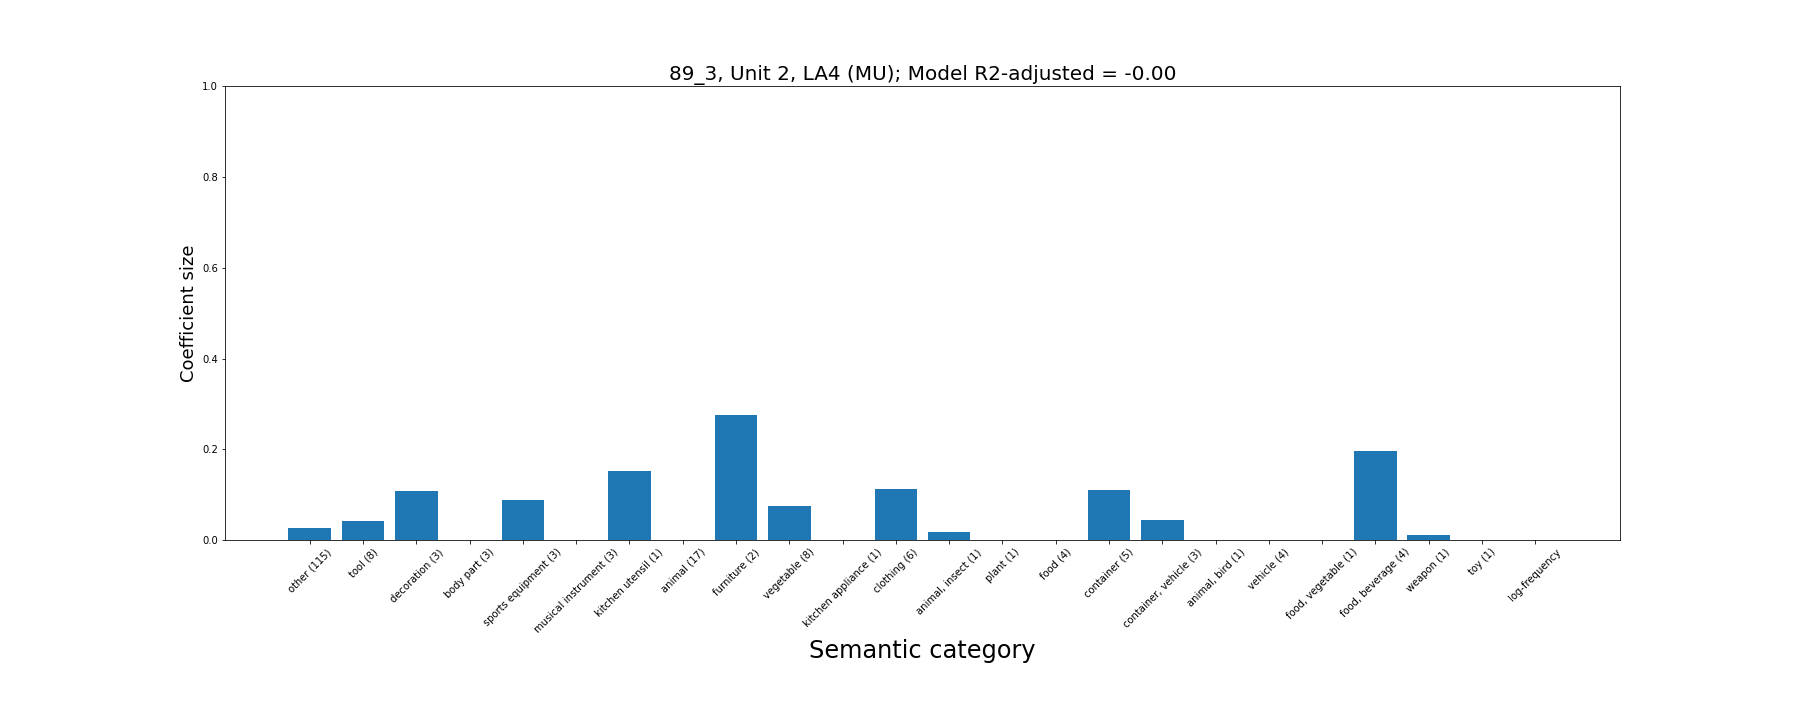 89_3, Unit 2, LA4 (MU); Model R2-adjusted = -0.00
1.0
0.8
0.6
0.4
0.2
0.0
Coefficient size
other (115)
tool (8)
decoration (3)
body part (3)
sports equipment (3)
musical instrument (3)
kitchen utensil (1)
animal (17)
furniture (2)
vegetable (8)
kitchen appliance (1)
clothing (6)
animal, insect (1)
plant (1)
food (4)
container (5)
container, vehicle (3)
animal, bird (1)
vehicle (4)
food, vegetable (1)
food, beverage (4)
weapon (1)
toy (1)
log-frequency
Semantic category